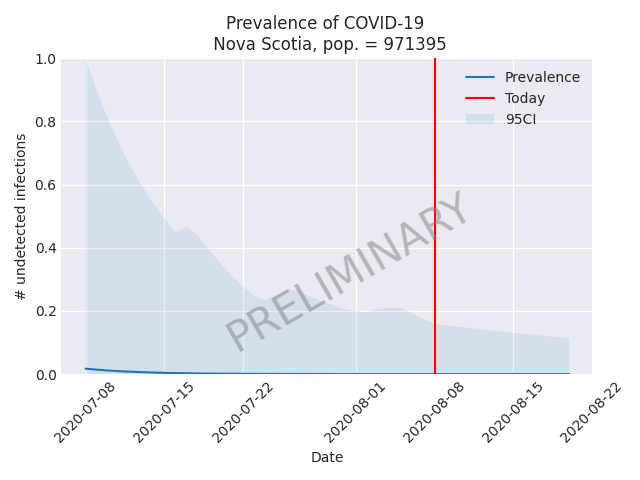 Prevalence of COVID-19
Nova Scotia, pop. = 971395
1.0
0.8
0.6
0.4
0.2
0.0
# undetected infections
Prevalence
Today
95CI
PRELIMINARY
2020-07-08
2020-07-15
2020-07-22
2020-08-01
2020-08-08
2020-08-15
2020-08-22
Date